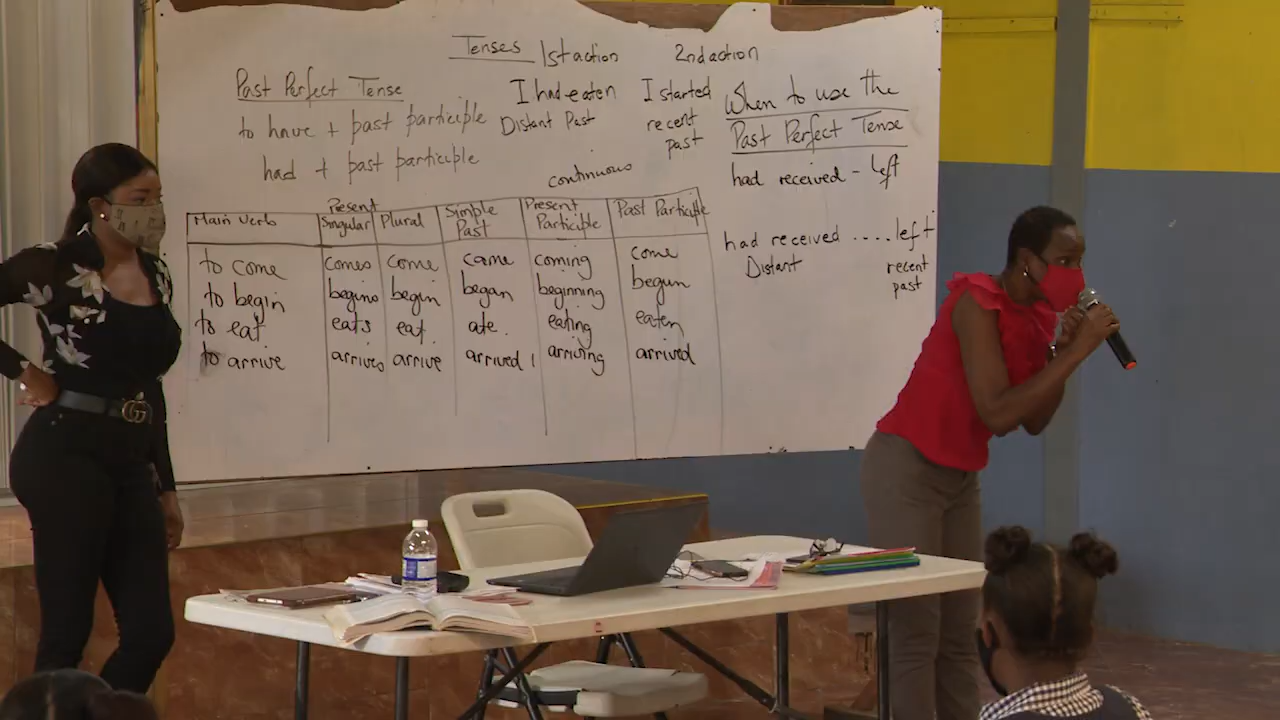 Tenses
1st action 2nd action
Past Perfect Tense
to have + past participle
had + past participle
I had eaten I started
Distant Past recent
past
When to use the
Past Perfect Tense
had received - left
had received ....left
Distant recent
past
continuous
Present
Main verb Singular Plural Simple Past Present Participle Past Participle
to come comes come came coming come
to begin begins begin began beginning begun
to eat eats eat ate. eating eaten
to arrive arrives arrive arrived arriving arrived